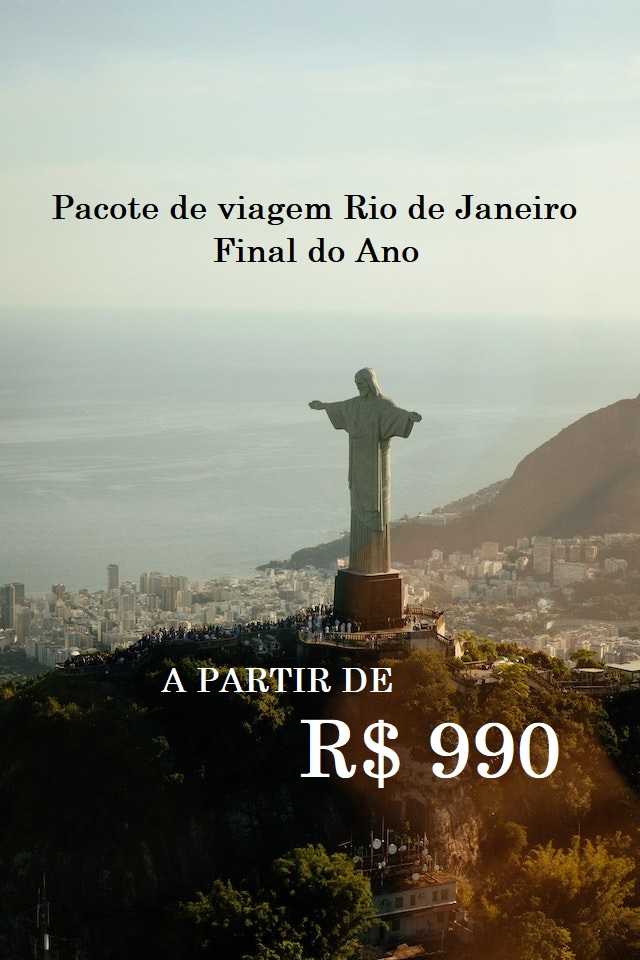 Pacote de viagem Rio de Janeiro
Final do Ano
A PARTIR DE
R$ 990